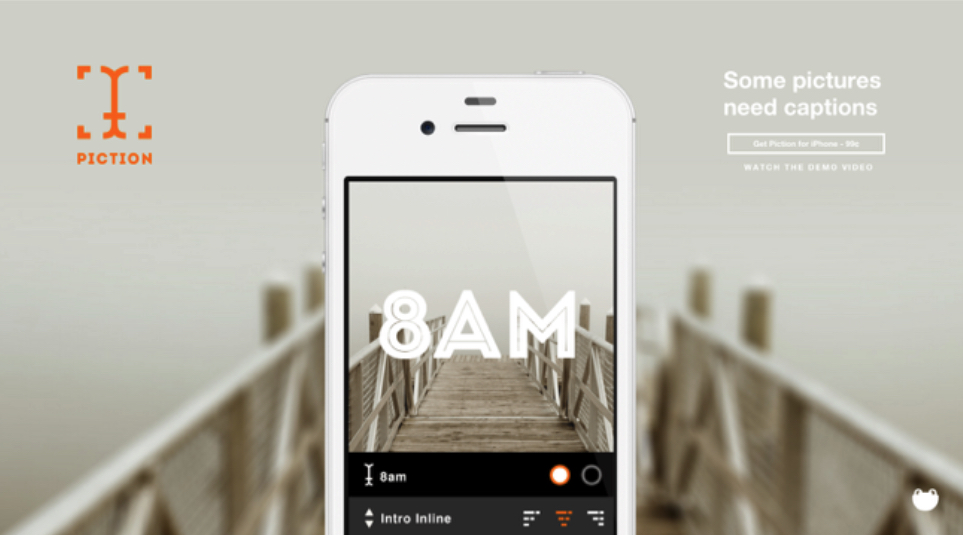 PICTION
Some pictures
need captions
Get Piction for iPhone - 99c
WATCH THE DEMO VIDEO
8AM
8am
Intro Inline